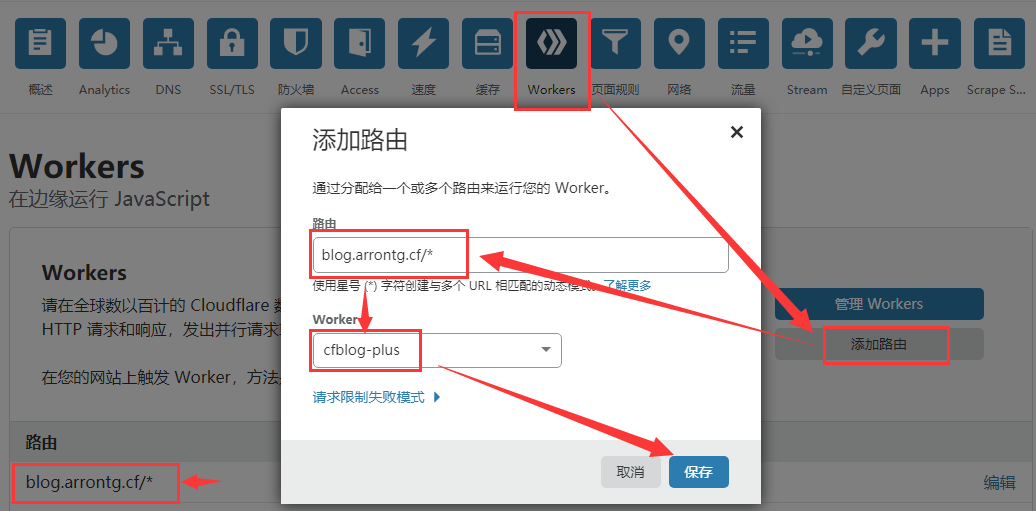 概述
Analytics
DNS
SSL/TLS
防火墙
Access
速度
缓存
Workers
页面规则
网络
流量
Stream
自定义页面
Apps
Scrape S...
Workers
在边缘运行 JavaScript
Workers
请在全球数以百计的 Cloudflare 数
HTTP 请求和响应，发出并行请求
在您的网站上触发 Worker，方法
管理 Workers
添加路由
路由
blog.arrontg.cf/*
编辑
添加路由
通过分配给一个或多个路由来运行您的 Worker。
路由
blog.arrontg.cf/*
使用星号 (*) 字符创建与多个 URL 相匹配的动态模式。了解更多
Worker
cfblog-plus
请求限制失败模式
取消
保存